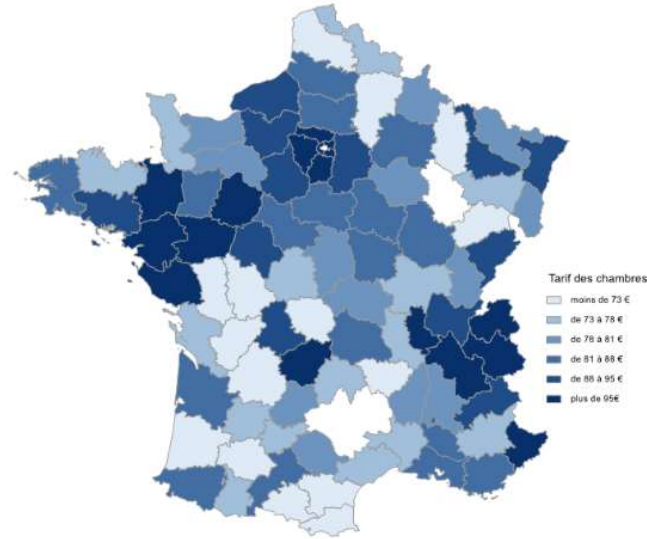 Tarif des chambres
moins de 73 €
de 73 à 78 €
de 78 à 81 €
de 81 à 88 €
de 88 à 95 €
plus de 95€